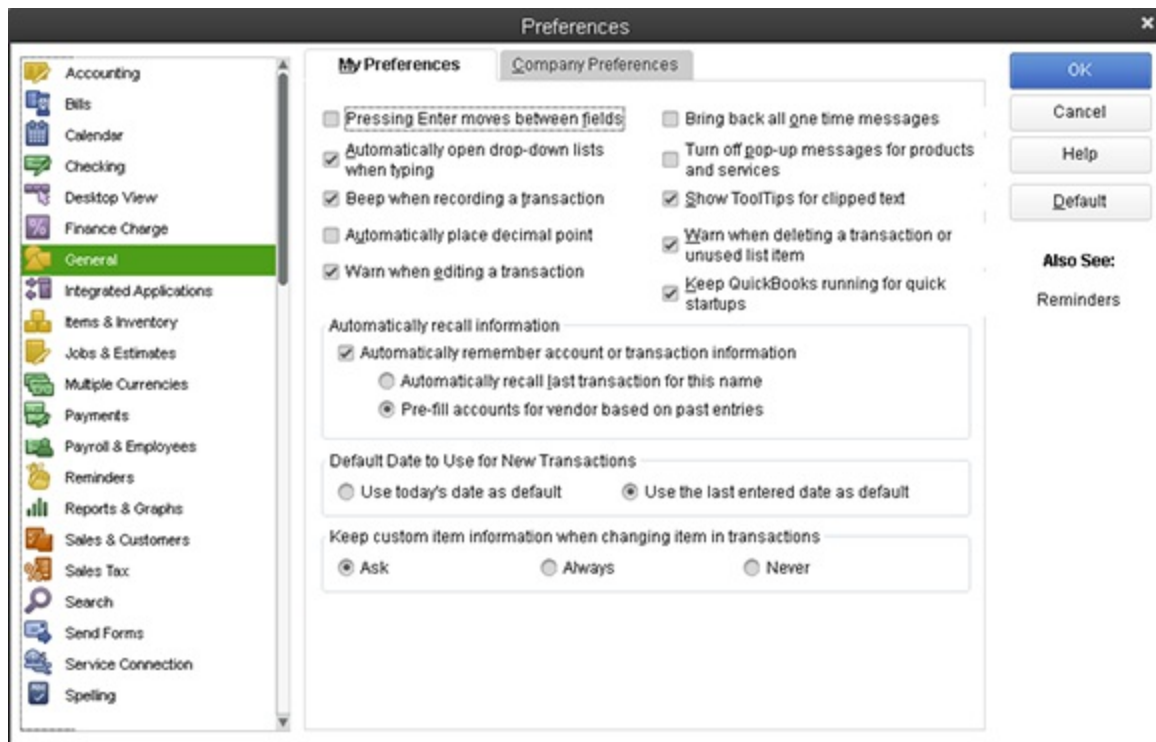 Preferences
Accounting
Bills
Calendar
Checking
Desktop View
Finance Charge
General
Integrated Applications
Items & Inventory
Jobs & Estimates
Multiple Currencies
Payments
Payroll & Employees
Reminders
Reports & Graphs
Sales & Customers
Sales Tax
Search
Send Forms
Service Connection
Spelling
My Preferences
Company Preferences
Pressing Enter moves between fields
Automatically open drop-down lists
when typing
Beep when recording a transaction
Automatically place decimal point
Warn when editing a transaction
Bring back all one time messages
Turn off pop-up messages for products
and services
Show ToolTips for clipped text
Warn when deleting a transaction or
unused list item
Keep QuickBooks running for quick
startups
Automatically recall information
Automatically remember account or transaction information
Automatically recall last transaction for this name
Pre-fill accounts for vendor based on past entries
Default Date to Use for New Transactions
Use today's date as default
Use the last entered date as default
Keep custom item information when changing item in transactions
Ask
Always
Never
OK
Cancel
Help
Default
Also See:
Reminders